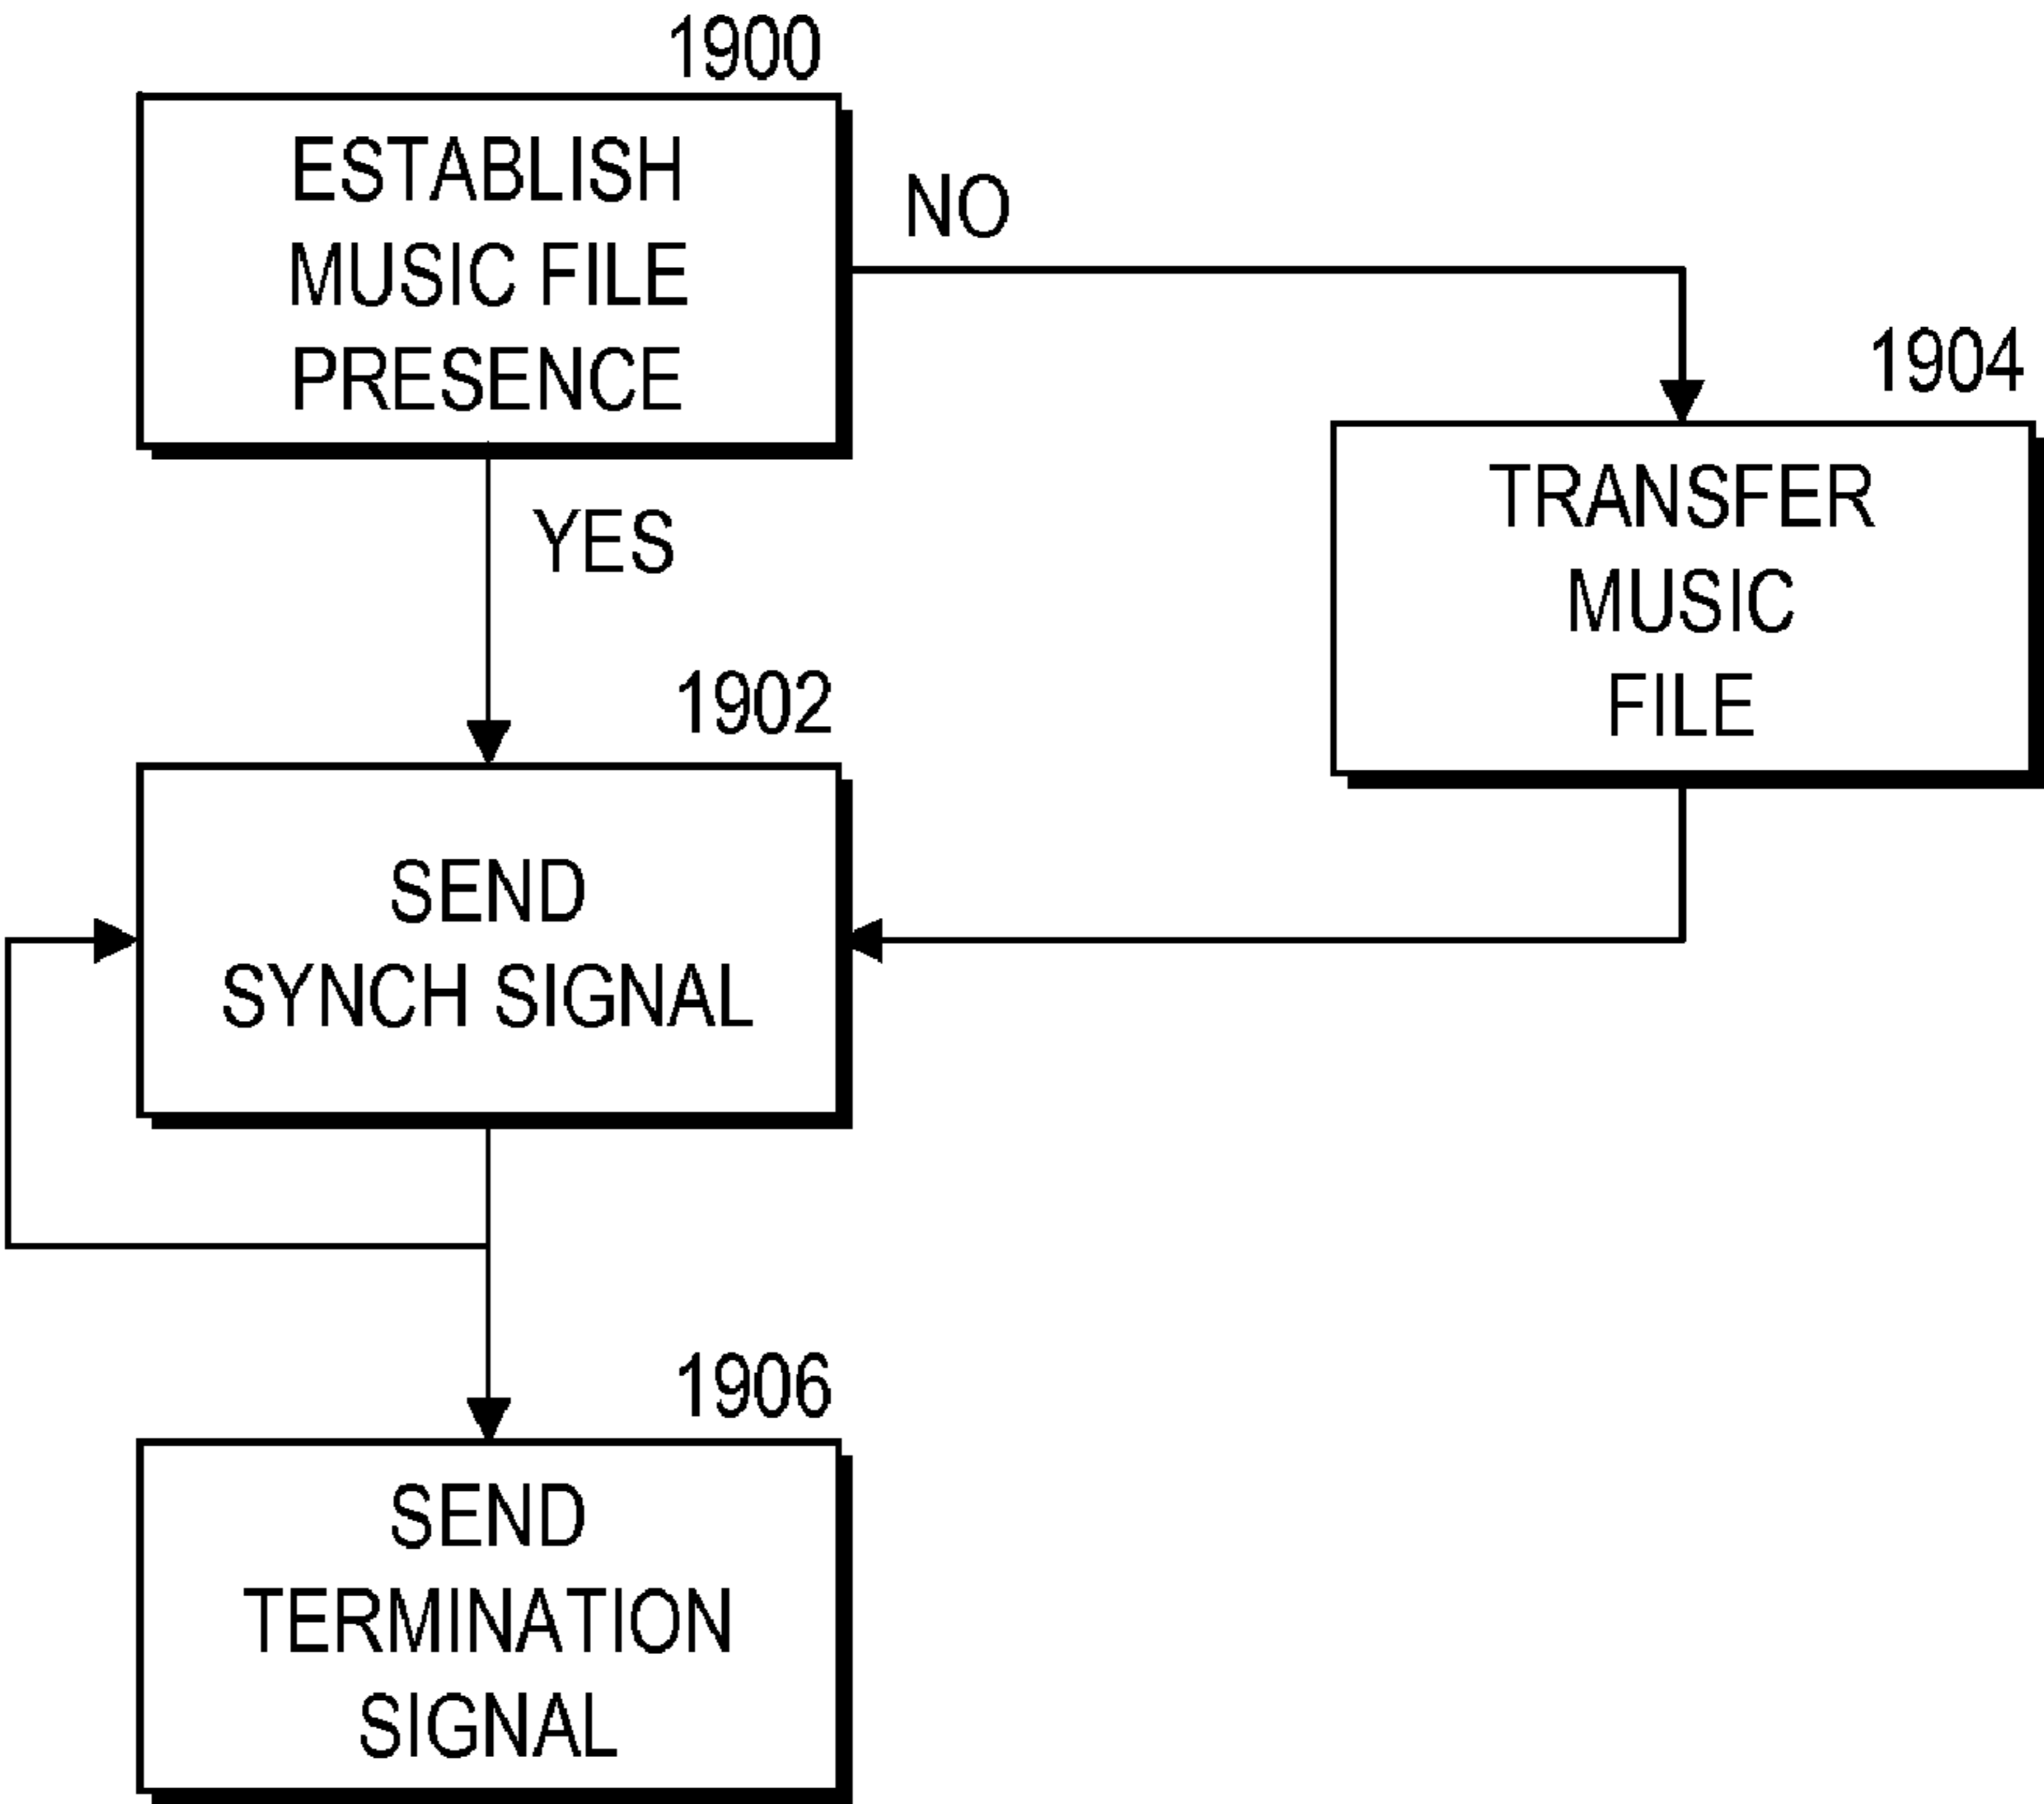 1900
ESTABLISH
MUSIC FILE
PRESENCE
NO
1904
TRANSFER
MUSIC
FILE
YES
1902
SEND
SYNCH SIGNAL
1906
SEND
TERMINATION
SIGNAL